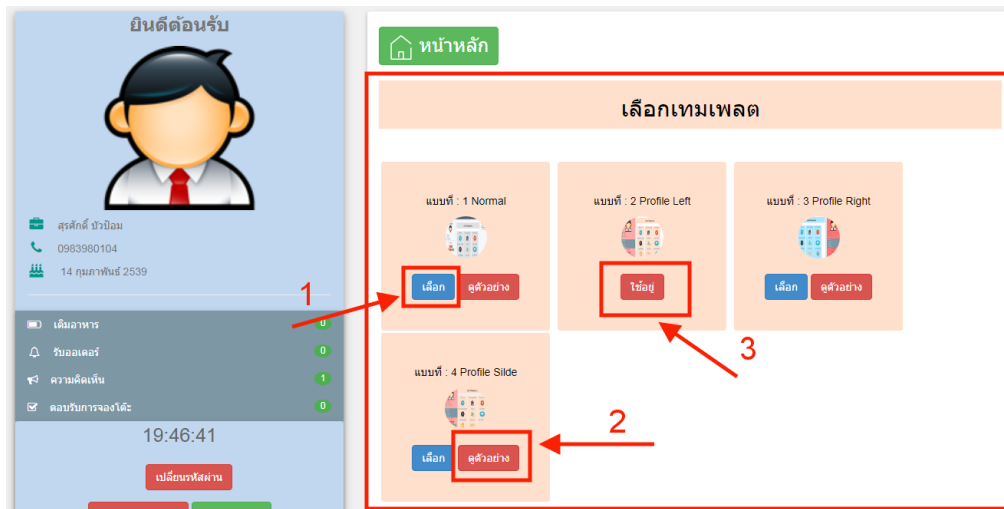 ยินดีต้อนรับ
สุรศักดิ์ บัวป้อม
0983980104
14 กุมภาพันธ์ 2539
เติมอาหาร 0
รับออเดอร์ 0
ความคิดเห็น 1
ตอบรับการจองโต๊ะ 0
19:46:41
เปลี่ยนรหัสผ่าน
หน้าหลัก
เลือกเทมเพลต
แบบที่ : 1 Normal
เลือก ดูตัวอย่าง
1
แบบที่ : 2 Profile Left
ใช้อยู่
3
แบบที่ : 3 Profile Right
เลือก ดูตัวอย่าง
แบบที่ : 4 Profile Silde
เลือก ดูตัวอย่าง
2